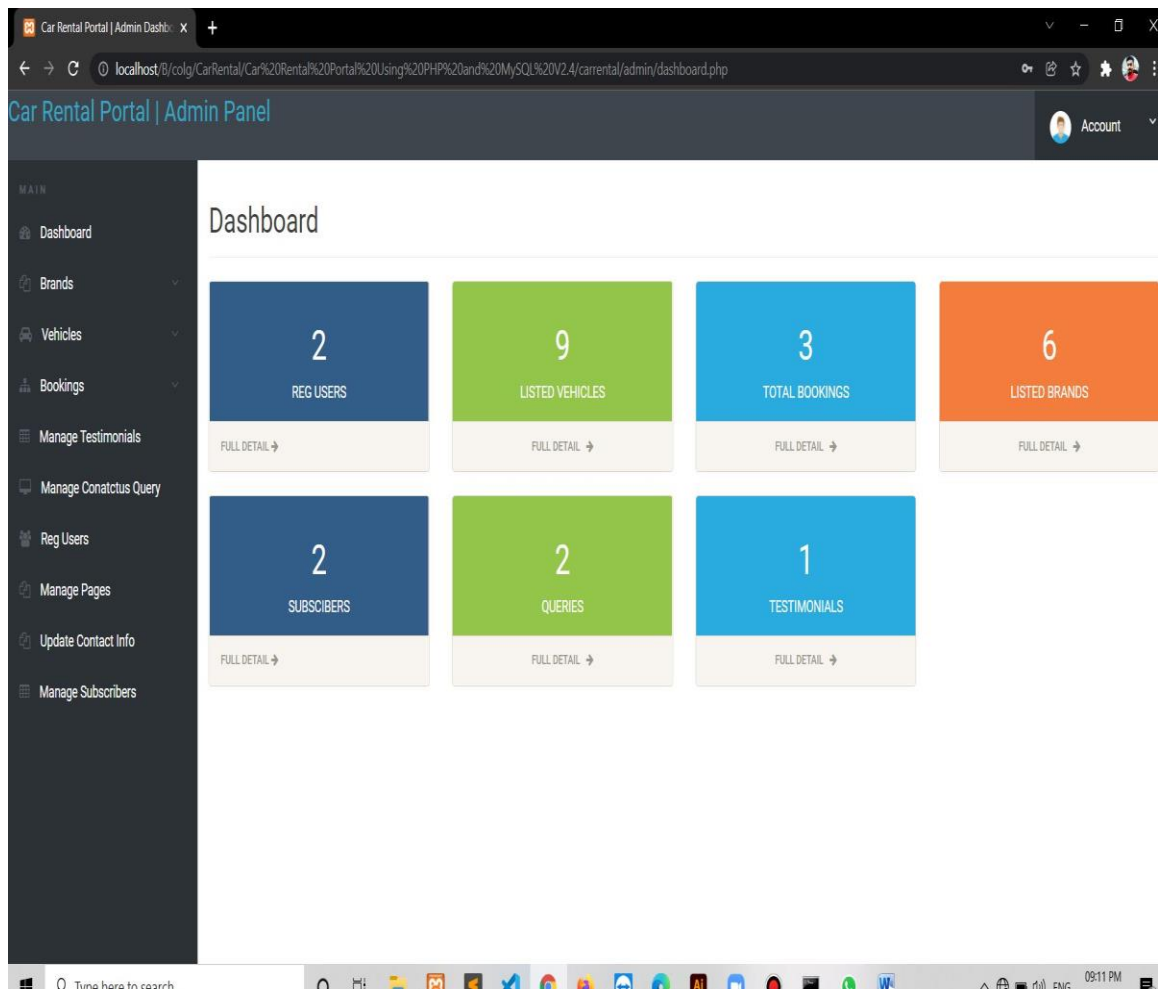 Car Rental Portal | Admin Dashbo
localhost/B/colg/CarRental/Car%20Rental%20Portal%20Using%20PHP%20and%20MySQL%20V2.4/carrental/admin/dashboard.php
Car Rental Portal | Admin Panel
Account
MAIN
Dashboard
Brands
Vehicles
Bookings
Manage Testimonials
Manage Conatctus Query
Reg Users
Manage Pages
Update Contact Info
Manage Subscribers
Dashboard
2
REG USERS
FULL DETAIL
9
LISTED VEHICLES
FULL DETAIL
3
TOTAL BOOKINGS
FULL DETAIL
6
LISTED BRANDS
FULL DETAIL
2
SUBSCIBERS
FULL DETAIL
2
QUERIES
FULL DETAIL
1
TESTIMONIALS
FULL DETAIL
Type here to search
Ai
W
ENG
09:11 PM